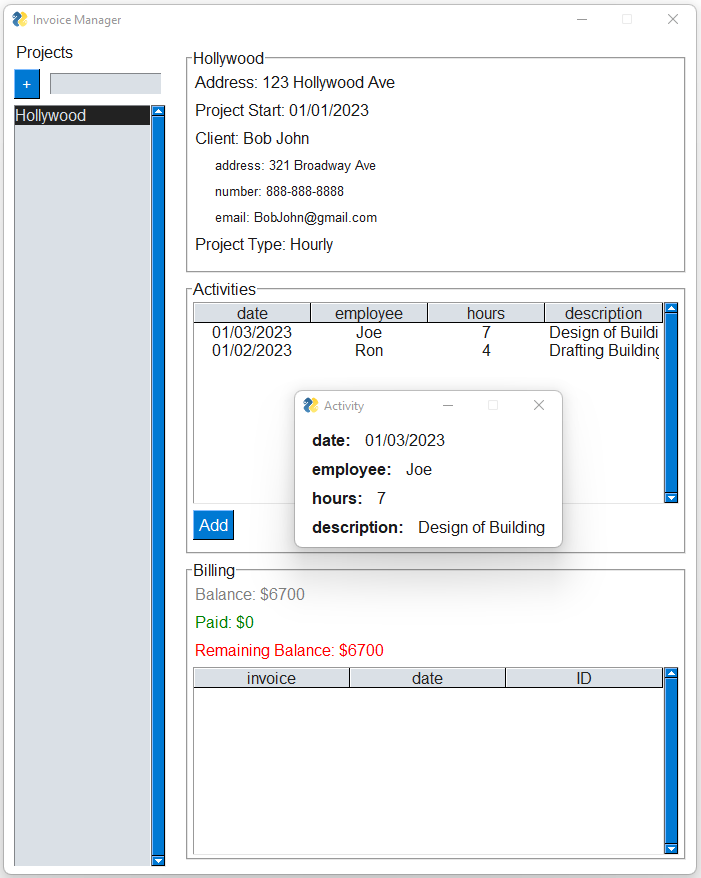 Invoice Manager
Projects
+
Hollywood
Hollywood
Address: 123 Hollywood Ave
Project Start: 01/01/2023
Client: Bob John
address: 321 Broadway Ave
number: 888-888-8888
email: BobJohn@gmail.com
Project Type: Hourly
Activities
date employee hours description
01/03/2023 Joe 7 Design of Buildi
01/02/2023 Ron 4 Drafting Building
Activity
date: 01/03/2023
employee: Joe
hours: 7
description: Design of Building
Add
Billing
Balance: $6700
Paid: $0
Remaining Balance: $6700
invoice date ID